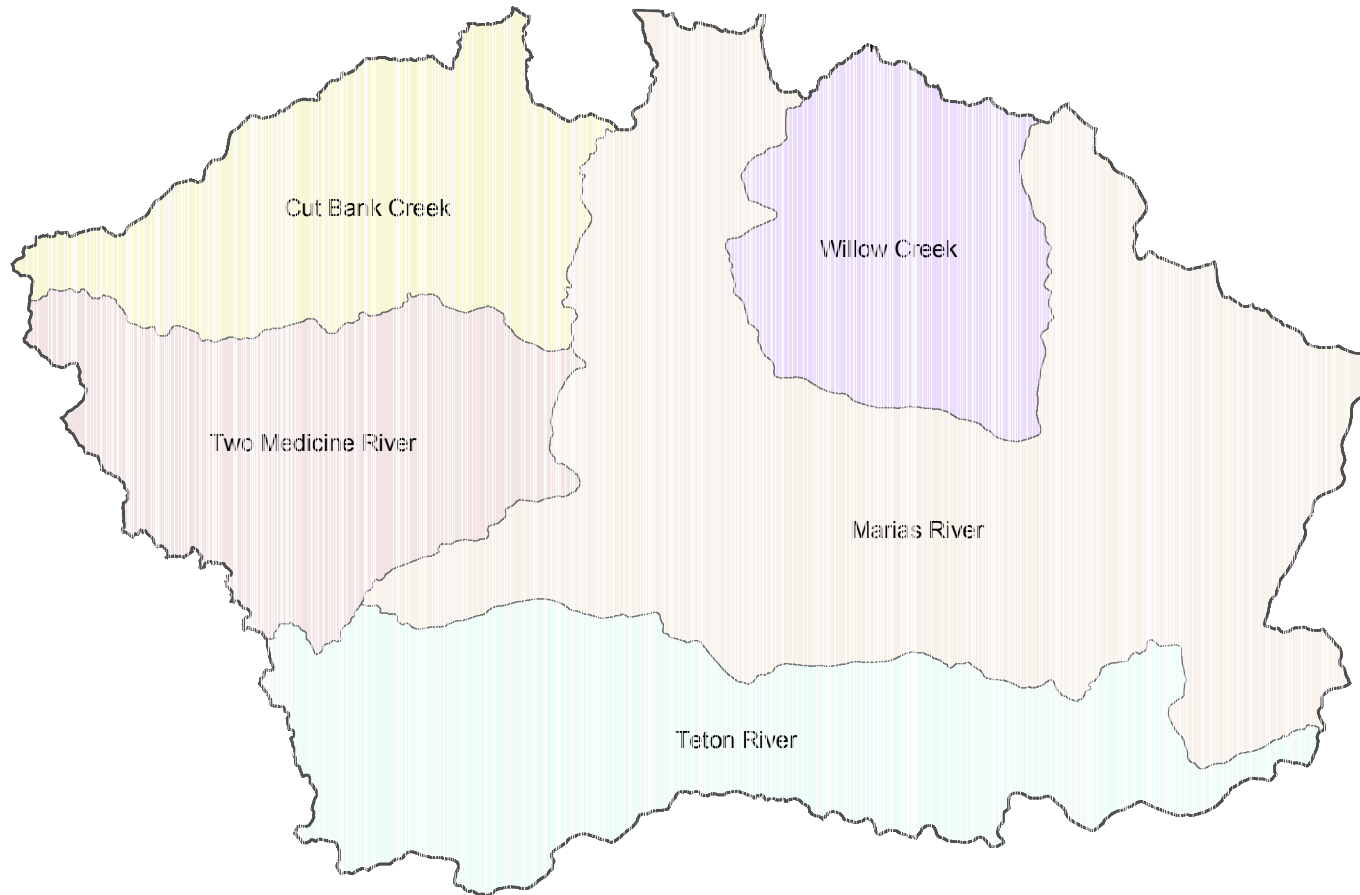 Cut Bank Creek
Willow Creek
Two Medicine River
Marias River
Teton River